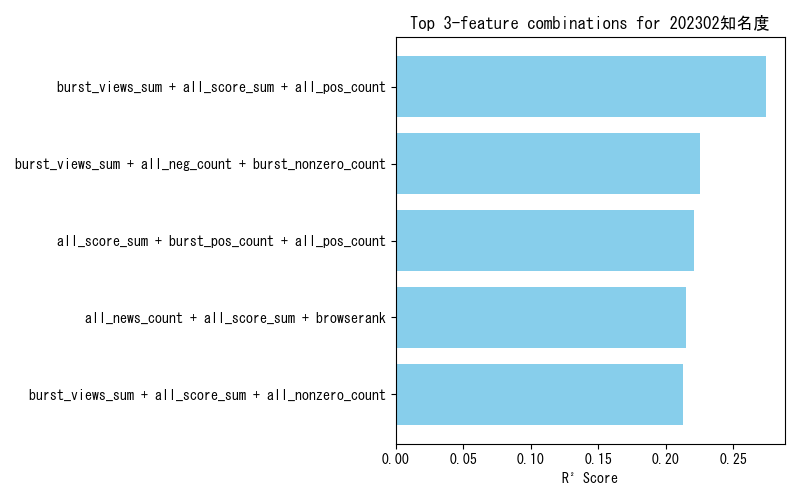 Top 3-feature combinations for 202302知名度
burst_views_sum + all_score_sum + all_pos_count
burst_views_sum + all_neg_count + burst_nonzero_count
all_score_sum + burst_pos_count + all_pos_count
all_news_count + all_score_sum + browserank
burst_views_sum + all_score_sum + all_nonzero_count
0.00 0.05 0.10 0.15 0.20 0.25
R² Score